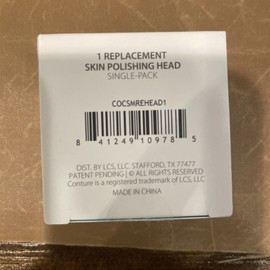 1 REPLACEMENT
SKIN POLISHING HEAD
SINGLE-PACK
COCSMREHEAD1
8 41249 10978 5
DIST. BY LCS, LLC. STAFFORD, TX 77477
PATENT PENDING | © ALL RIGHTS RESERVED
Conture is a registered trademark of LCS, LLC
MADE IN CHINA